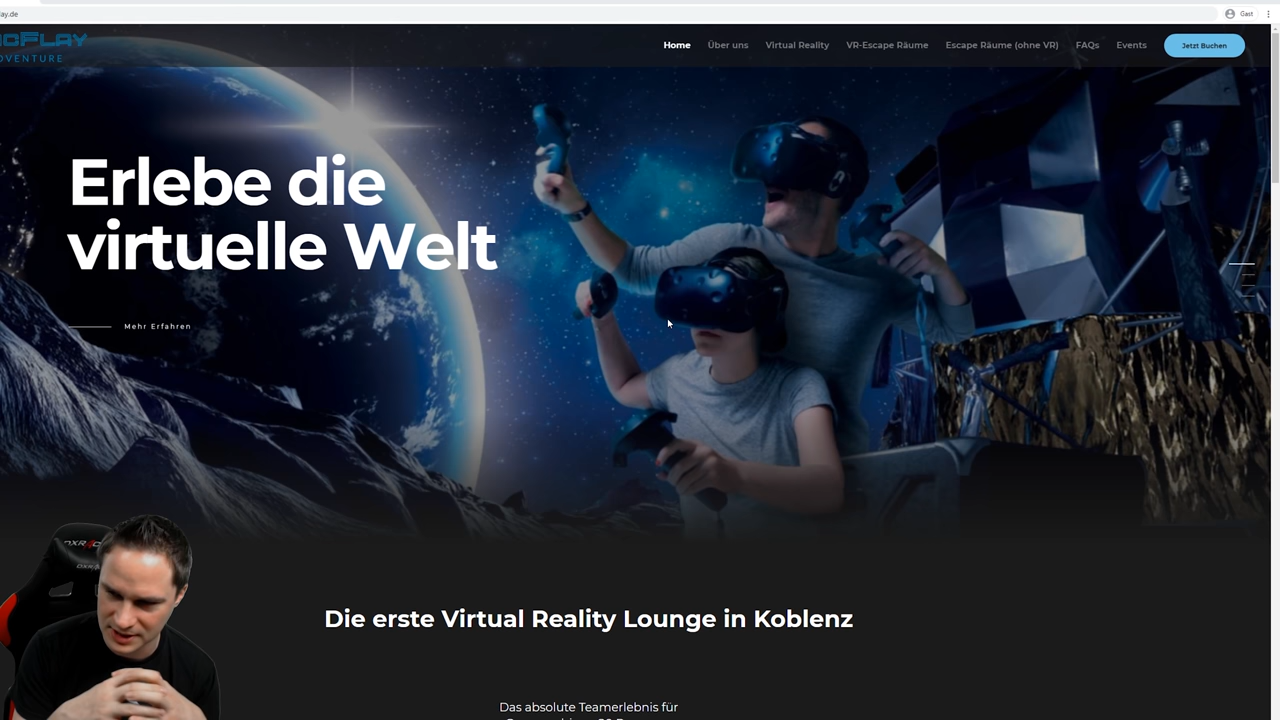 ay.de
Gast
FLAY
Home Über uns Virtual Reality VR-Escape Räume Escape Räume (ohne VR) FAQs Events Jetzt Buchen
Erlebe die
virtuelle Welt
Mehr Erfahren
Die erste Virtual Reality Lounge in Koblenz
Das absolute Teamerlebnis für